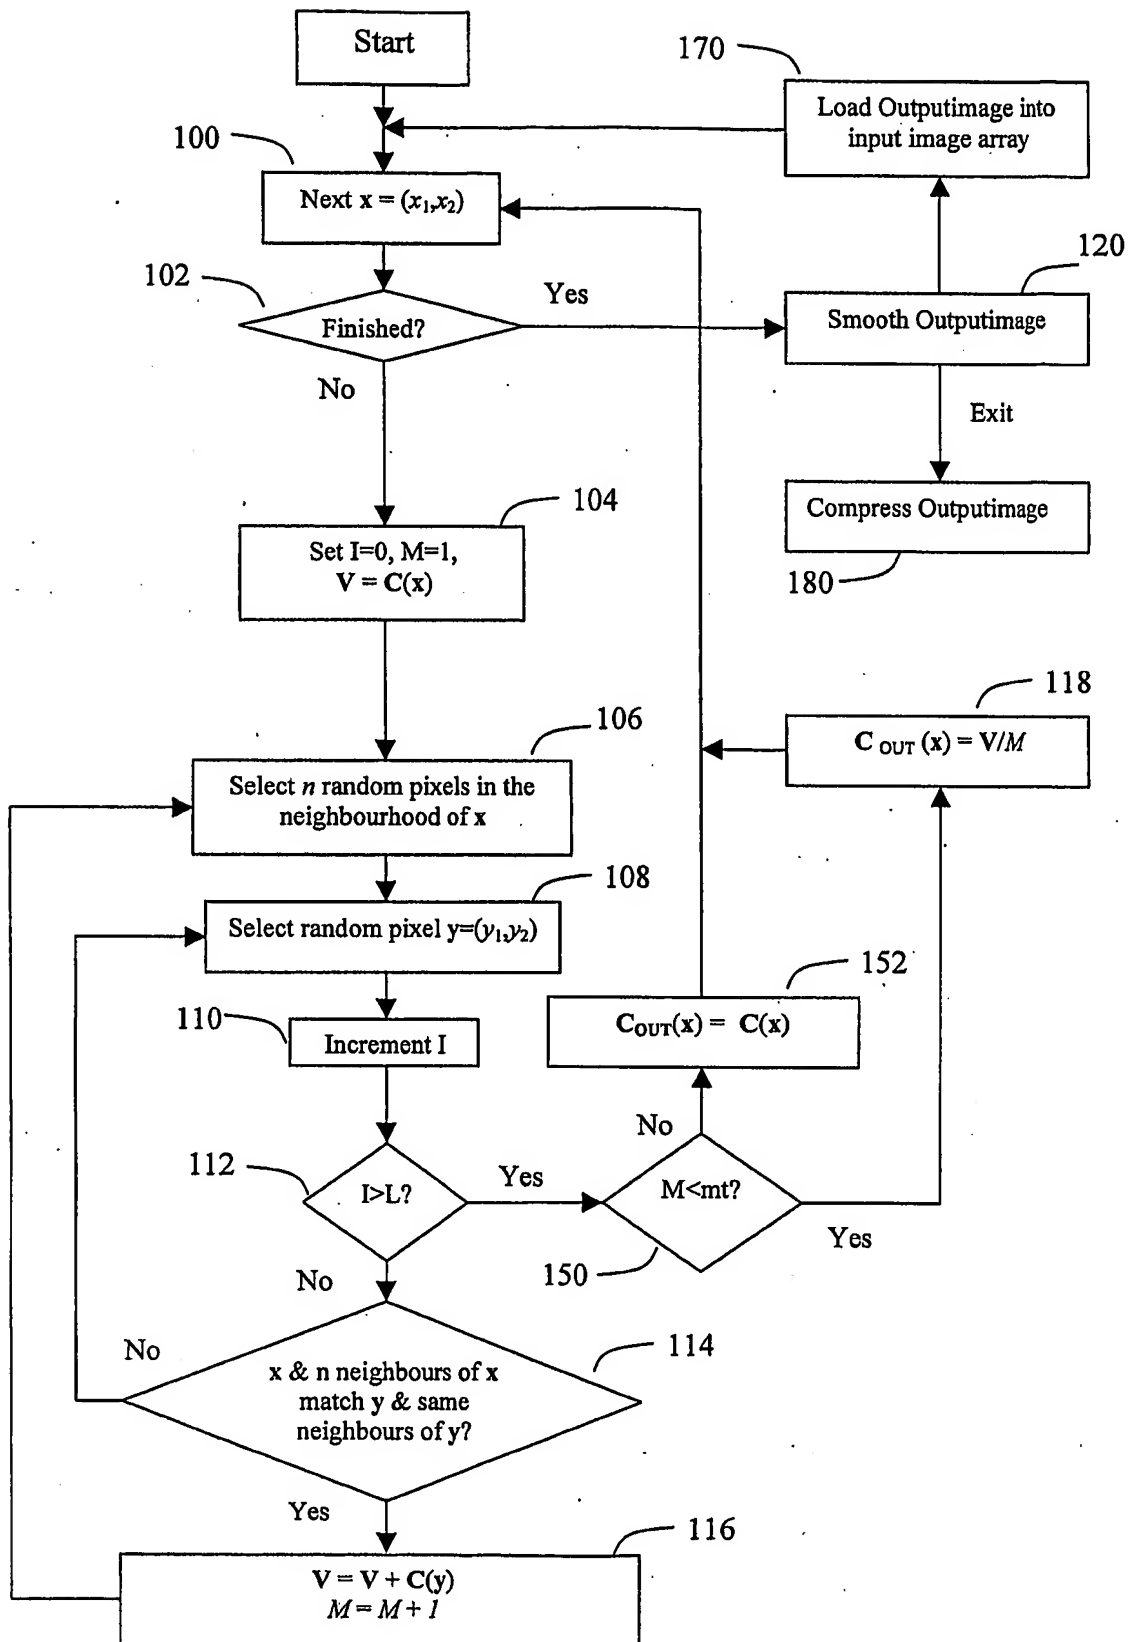 Start
170
Load Outputimage into
input image array
100
Next x = (x1,x2)
120
102
Finished?
Yes
Smooth Outputimage
No
Exit
104
Set I=0, M=1,
V = C(x)
Compress Outputimage
180
106
Select n random pixels in the
neighbourhood of x
118
C OUT (x) = V/M
108
Select random pixel y=(y1,y2)
152
COUT(x) = C(x)
110
Increment I
No
112
I>L?
Yes
M<mt?
Yes
150
No
No
114
x & n neighbours of x
match y & same
neighbours of y?
Yes
116
V = V + C(y)
M = M + 1